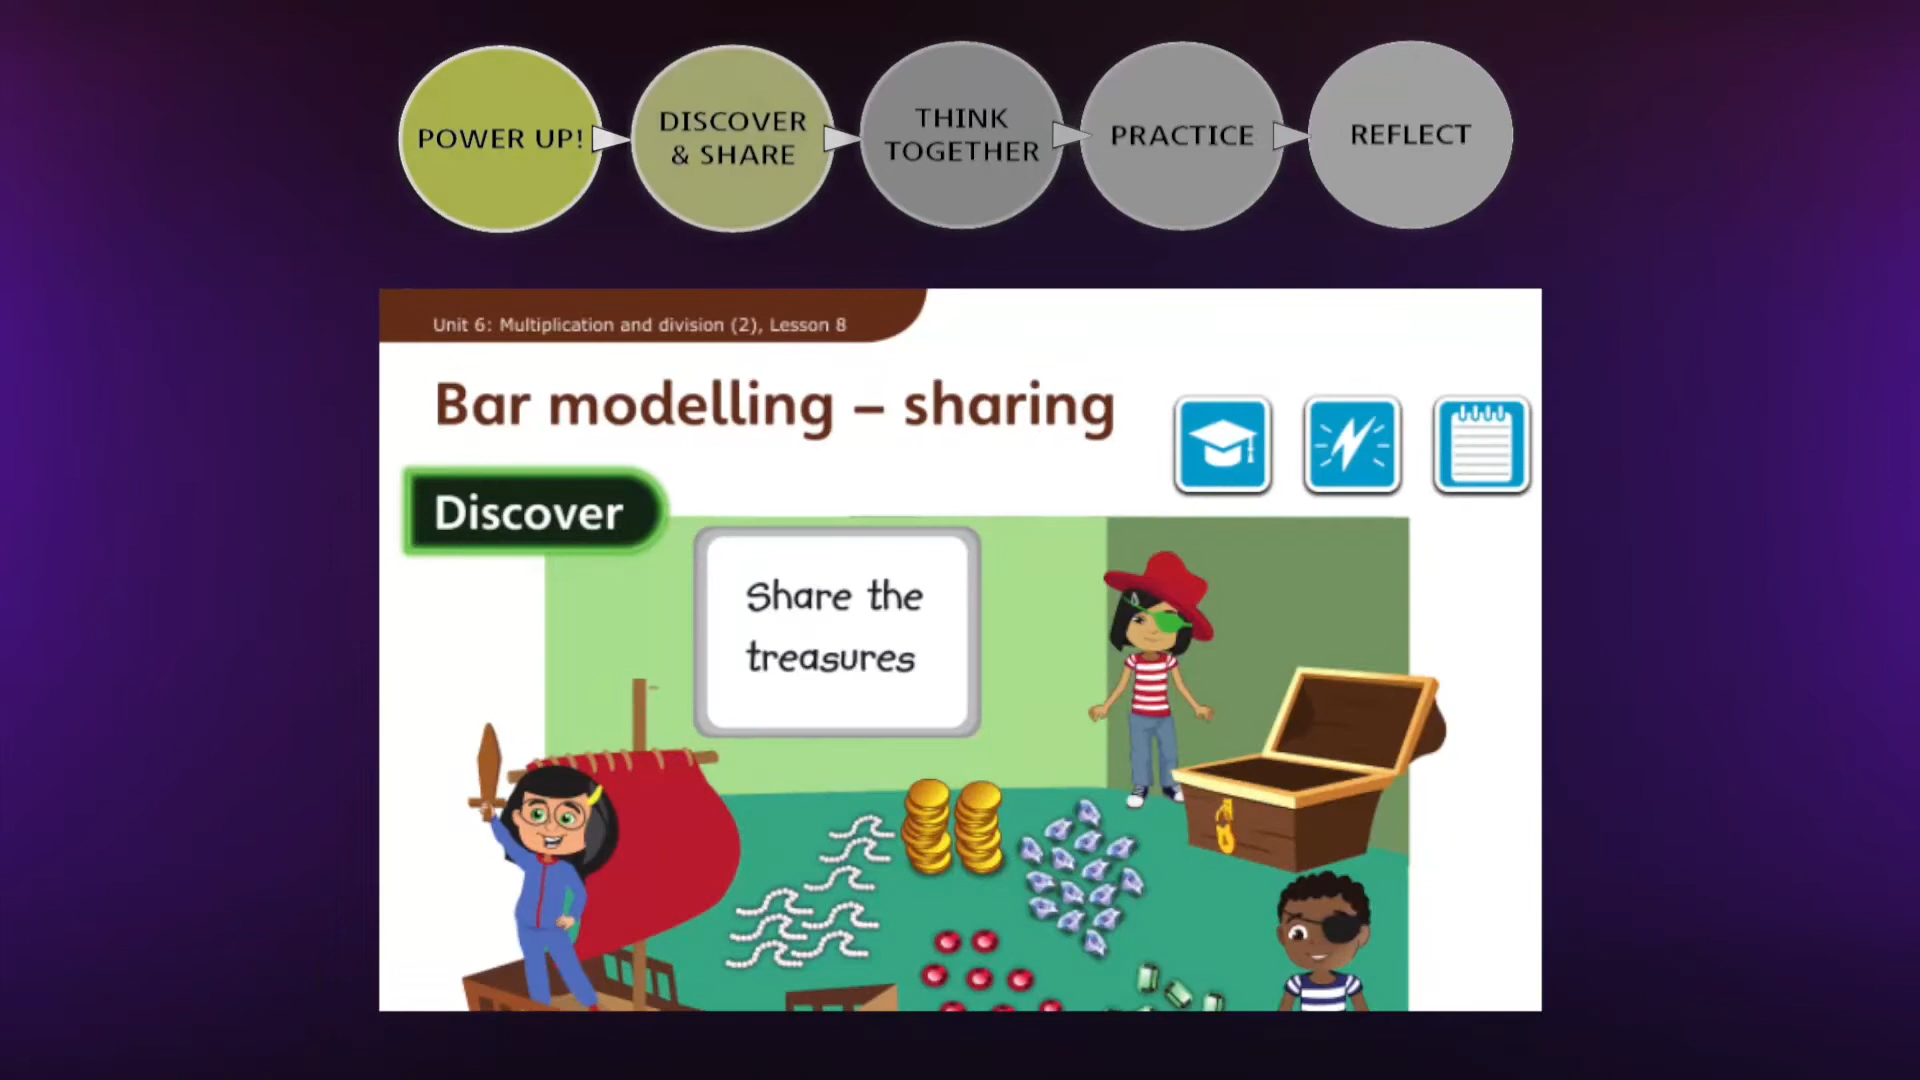 POWER UP!
DISCOVER
& SHARE
THINK
TOGETHER
PRACTICE
REFLECT
Unit 6: Multiplication and division (2), Lesson 8
Bar modelling – sharing
Discover
Share the
treasures